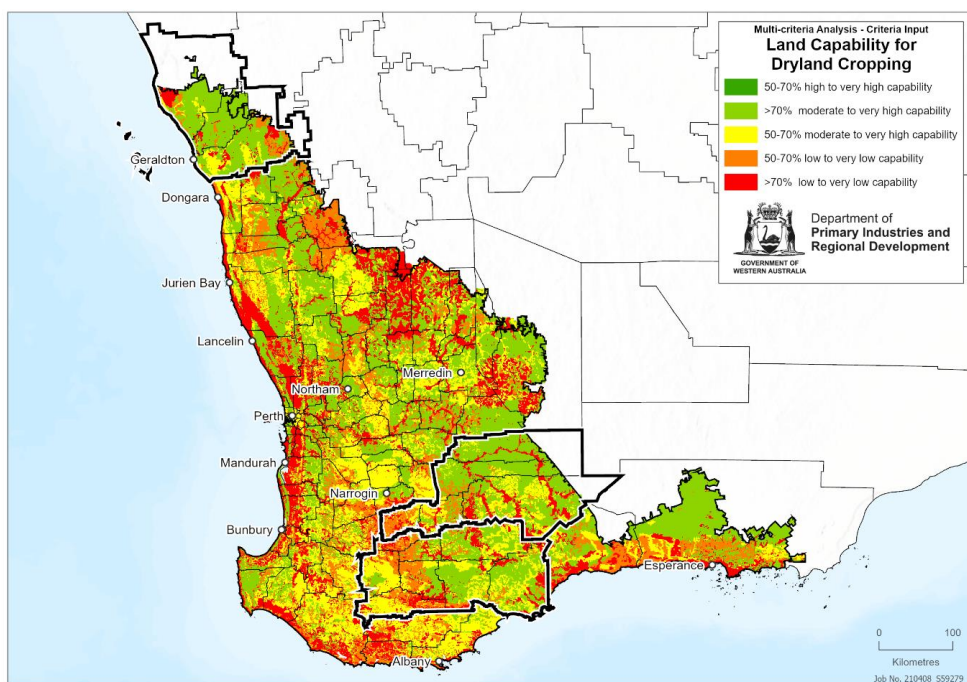 Multi-criteria Analysis - Criteria Input
Land Capability for
Dryland Cropping
50-70% high to very high capability
>70% moderate to very high capability
50-70% moderate to very high capability
50-70% low to very low capability
>70% low to very low capability
GOVERNMENT OF
WESTERN AUSTRALIA
Department of
Primary Industries and
Regional Development
Geraldton
Dongara
Jurien Bay
Lancelin
Merredin
Northam
Perth
Mandurah
Narrogin
Bunbury
Esperance
Albany
0 100
Kilometres
Job No. 210408_S59279